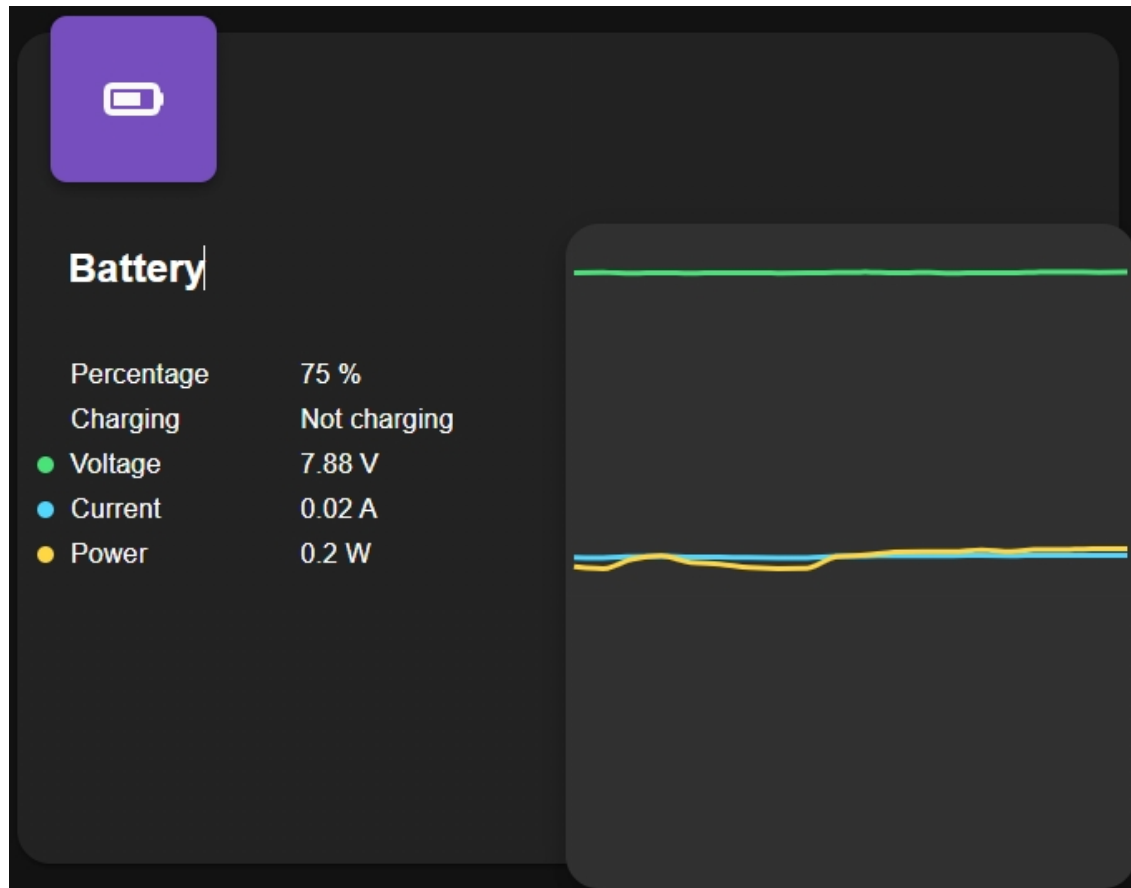 Battery
Percentage 75 %
Charging Not charging
Voltage 7.88 V
Current 0.02 A
Power 0.2 W